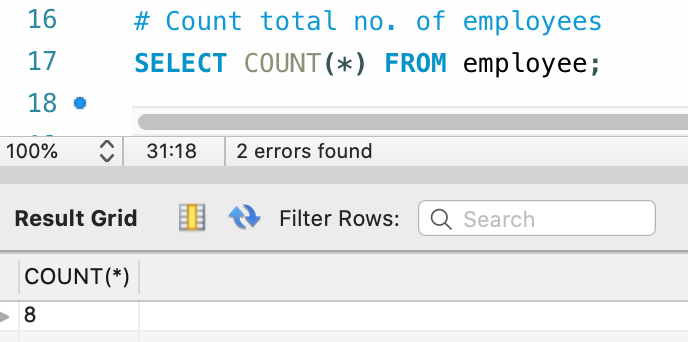 16 # Count total no. of employees
17 SELECT COUNT(*) FROM employee;
18
100% 31:18 2 errors found
Result Grid Filter Rows: Search
COUNT(*)
8